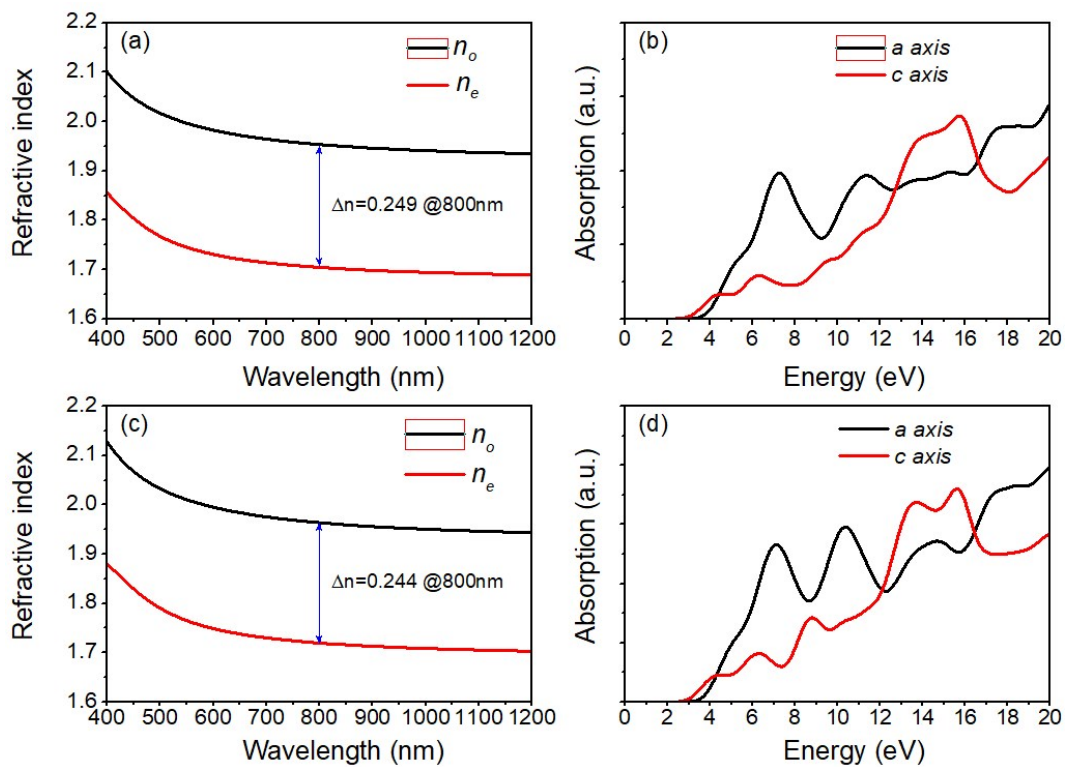 (a)
n_o
n_e
Δn=0.249 @800nm
Refractive index
2.2
2.1
2.0
1.9
1.8
1.7
1.6
400 500 600 700 800 900 1000 1100 1200
Wavelength (nm)
(b)
a axis
c axis
Absorption (a.u.)
0 2 4 6 8 10 12 14 16 18 20
Energy (eV)
(c)
n_o
n_e
Δn=0.244 @800nm
Refractive index
2.2
2.1
2.0
1.9
1.8
1.7
1.6
400 500 600 700 800 900 1000 1100 1200
Wavelength (nm)
(d)
a axis
c axis
Absorption (a.u.)
0 2 4 6 8 10 12 14 16 18 20
Energy (eV)